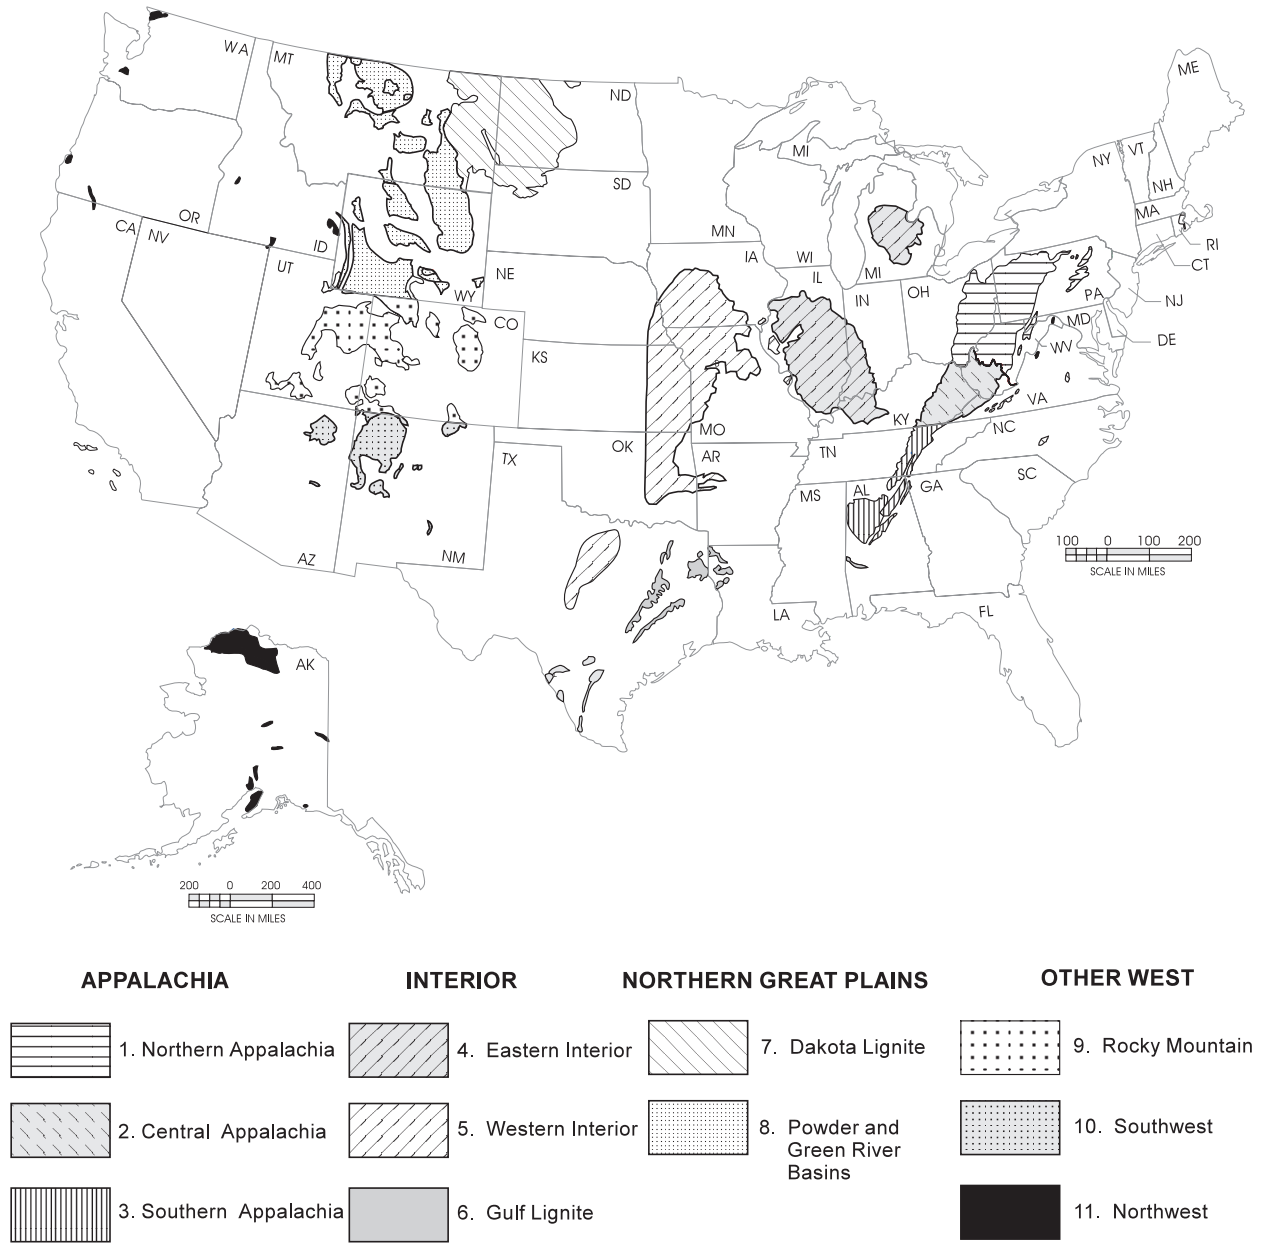 WA
MT
ND
ME
MI
NY
VT
SD
NH
MA
OR
CA
NV
ID
MN
IA
WI
RI
CT
UT
NE
WY
IL
MI
IN
OH
PA
NJ
CO
MD
DE
KS
WV
VA
MO
KY
NC
OK
TX
AR
TN
SC
MS
AL
GA
AZ
NM
100 0 100 200
SCALE IN MILES
LA
FL
AK
200 0 200 400
SCALE IN MILES
APPALACHIA
1. Northern Appalachia
2. Central Appalachia
3. Southern Appalachia
INTERIOR
4. Eastern Interior
5. Western Interior
6. Gulf Lignite
NORTHERN GREAT PLAINS
7. Dakota Lignite
8. Powder and
Green River
Basins
OTHER WEST
9. Rocky Mountain
10. Southwest
11. Northwest